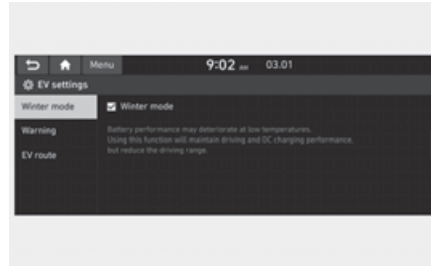 Menu
9:02 AM 03.01
EV settings
Winter mode
Winter mode
Battery performance may deteriorate at low temperatures.
Using this function will maintain driving and DC charging performance,
but reduce the driving range.
Warning
EV route